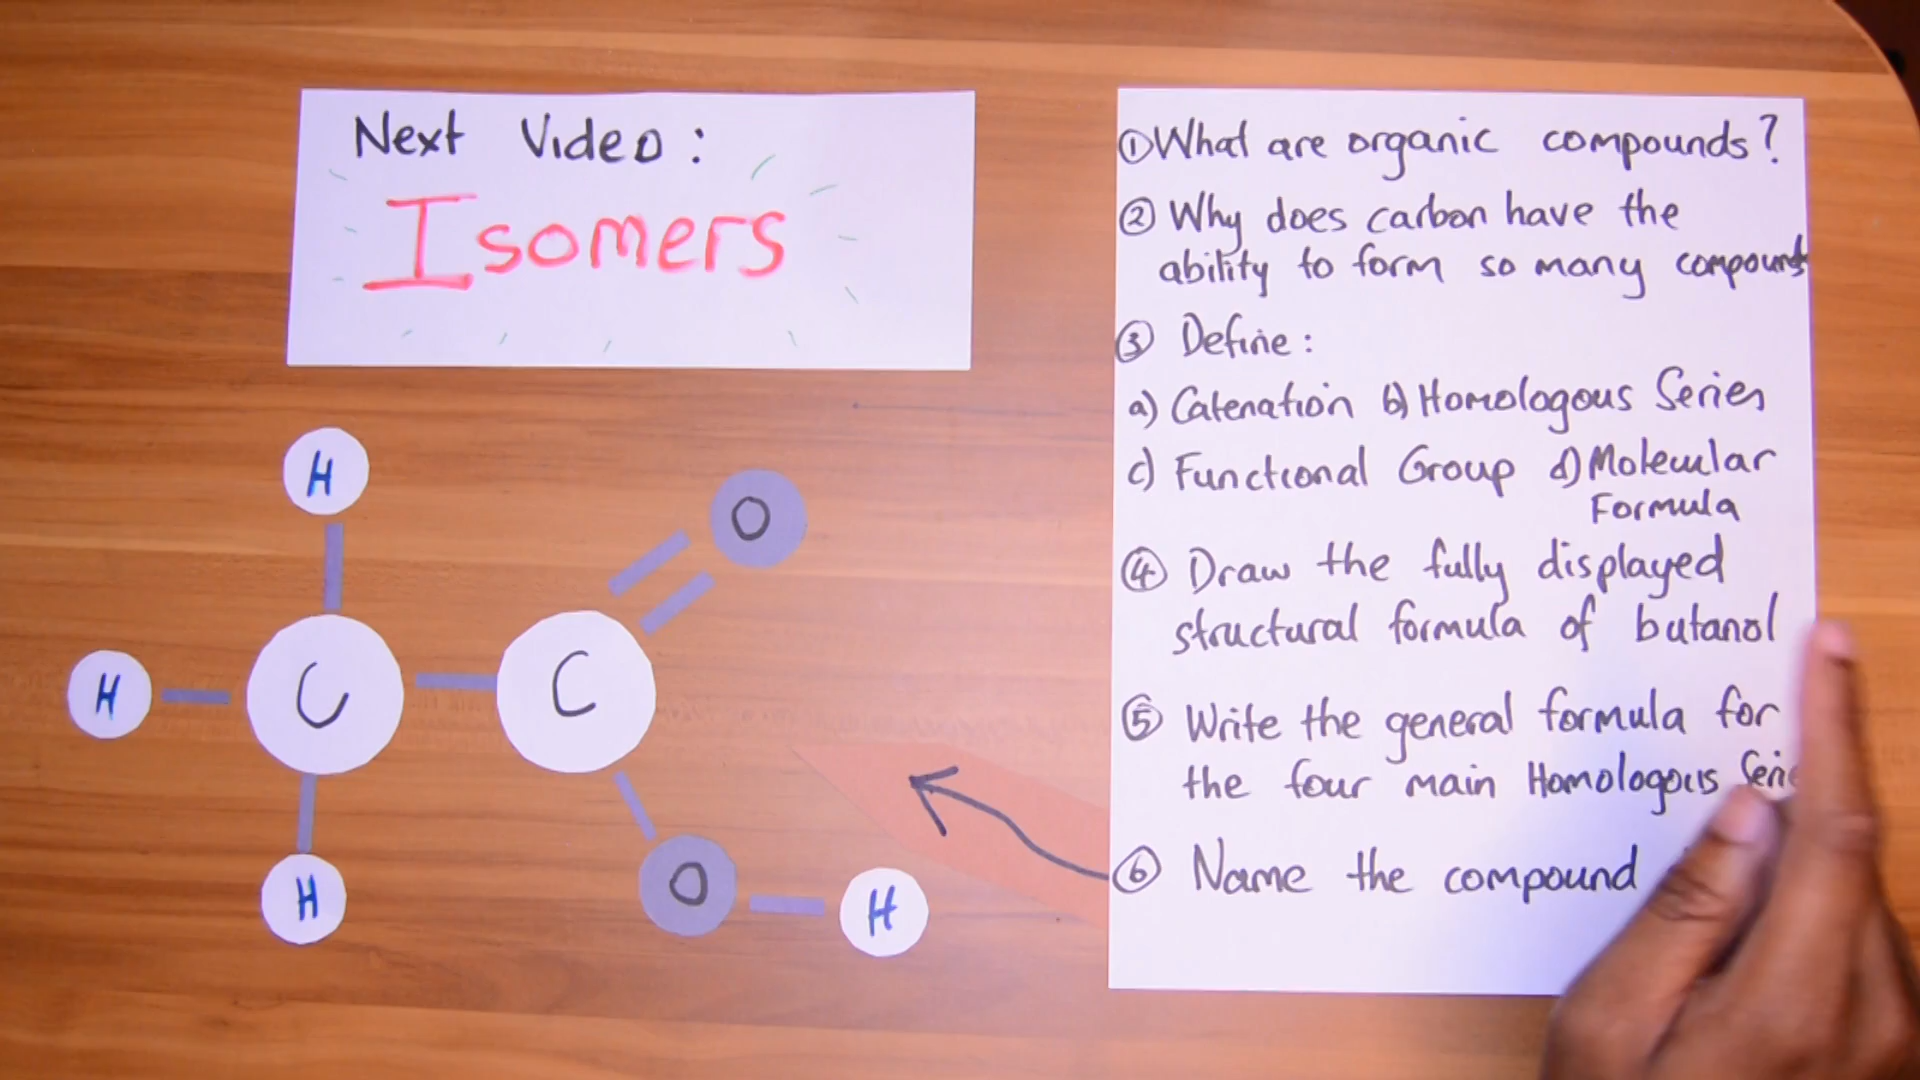 Next Video:
Isomers
① What are organic compounds?
② Why does carbon have the
ability to form so many compounds
③ Define:
a) Catenation b) Homologous Series
c) Functional Group d) Molecular
Formula
④ Draw the fully displayed
structural formula of butanol
⑤ Write the general formula for
the four main Homologous
⑥ Name the compound
H
O
H C C
H O H